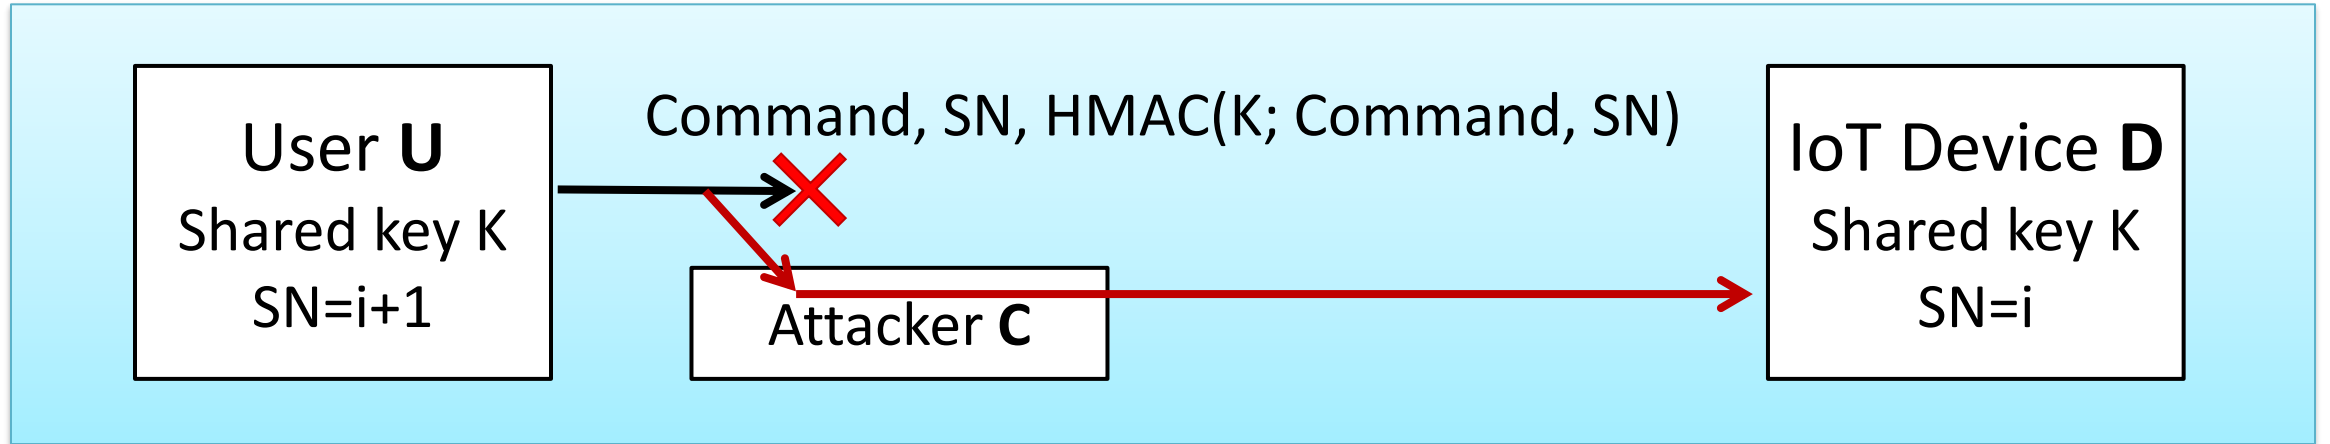 User U
Shared key K
SN=i+1
Command, SN, HMAC(K; Command, SN)
Attacker C
IoT Device D
Shared key K
SN=i